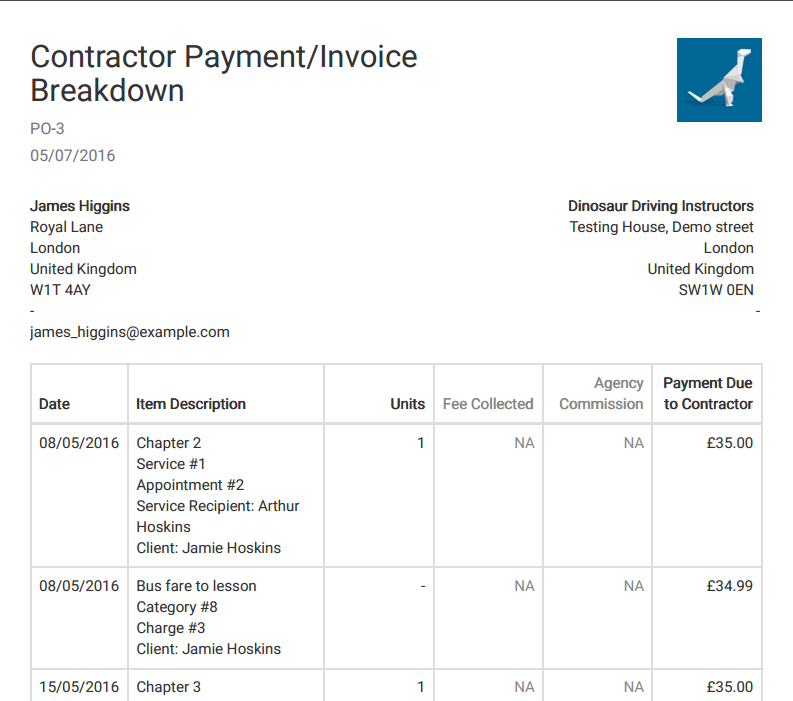 Contractor Payment/Invoice
Breakdown
PO-3
05/07/2016
James Higgins
Royal Lane
London
United Kingdom
W1T 4AY
-
james_higgins@example.com
Dinosaur Driving Instructors
Testing House, Demo street
London
United Kingdom
SW1W 0EN
-
Date Item Description Units Fee Collected Agency Commission Payment Due to Contractor
08/05/2016 Chapter 2 1 NA NA £35.00
Service #1
Appointment #2
Service Recipient: Arthur
Hoskins
Client: Jamie Hoskins
08/05/2016 Bus fare to lesson - NA NA £34.99
Category #8
Charge #3
Client: Jamie Hoskins
15/05/2016 Chapter 3 1 NA NA £35.00